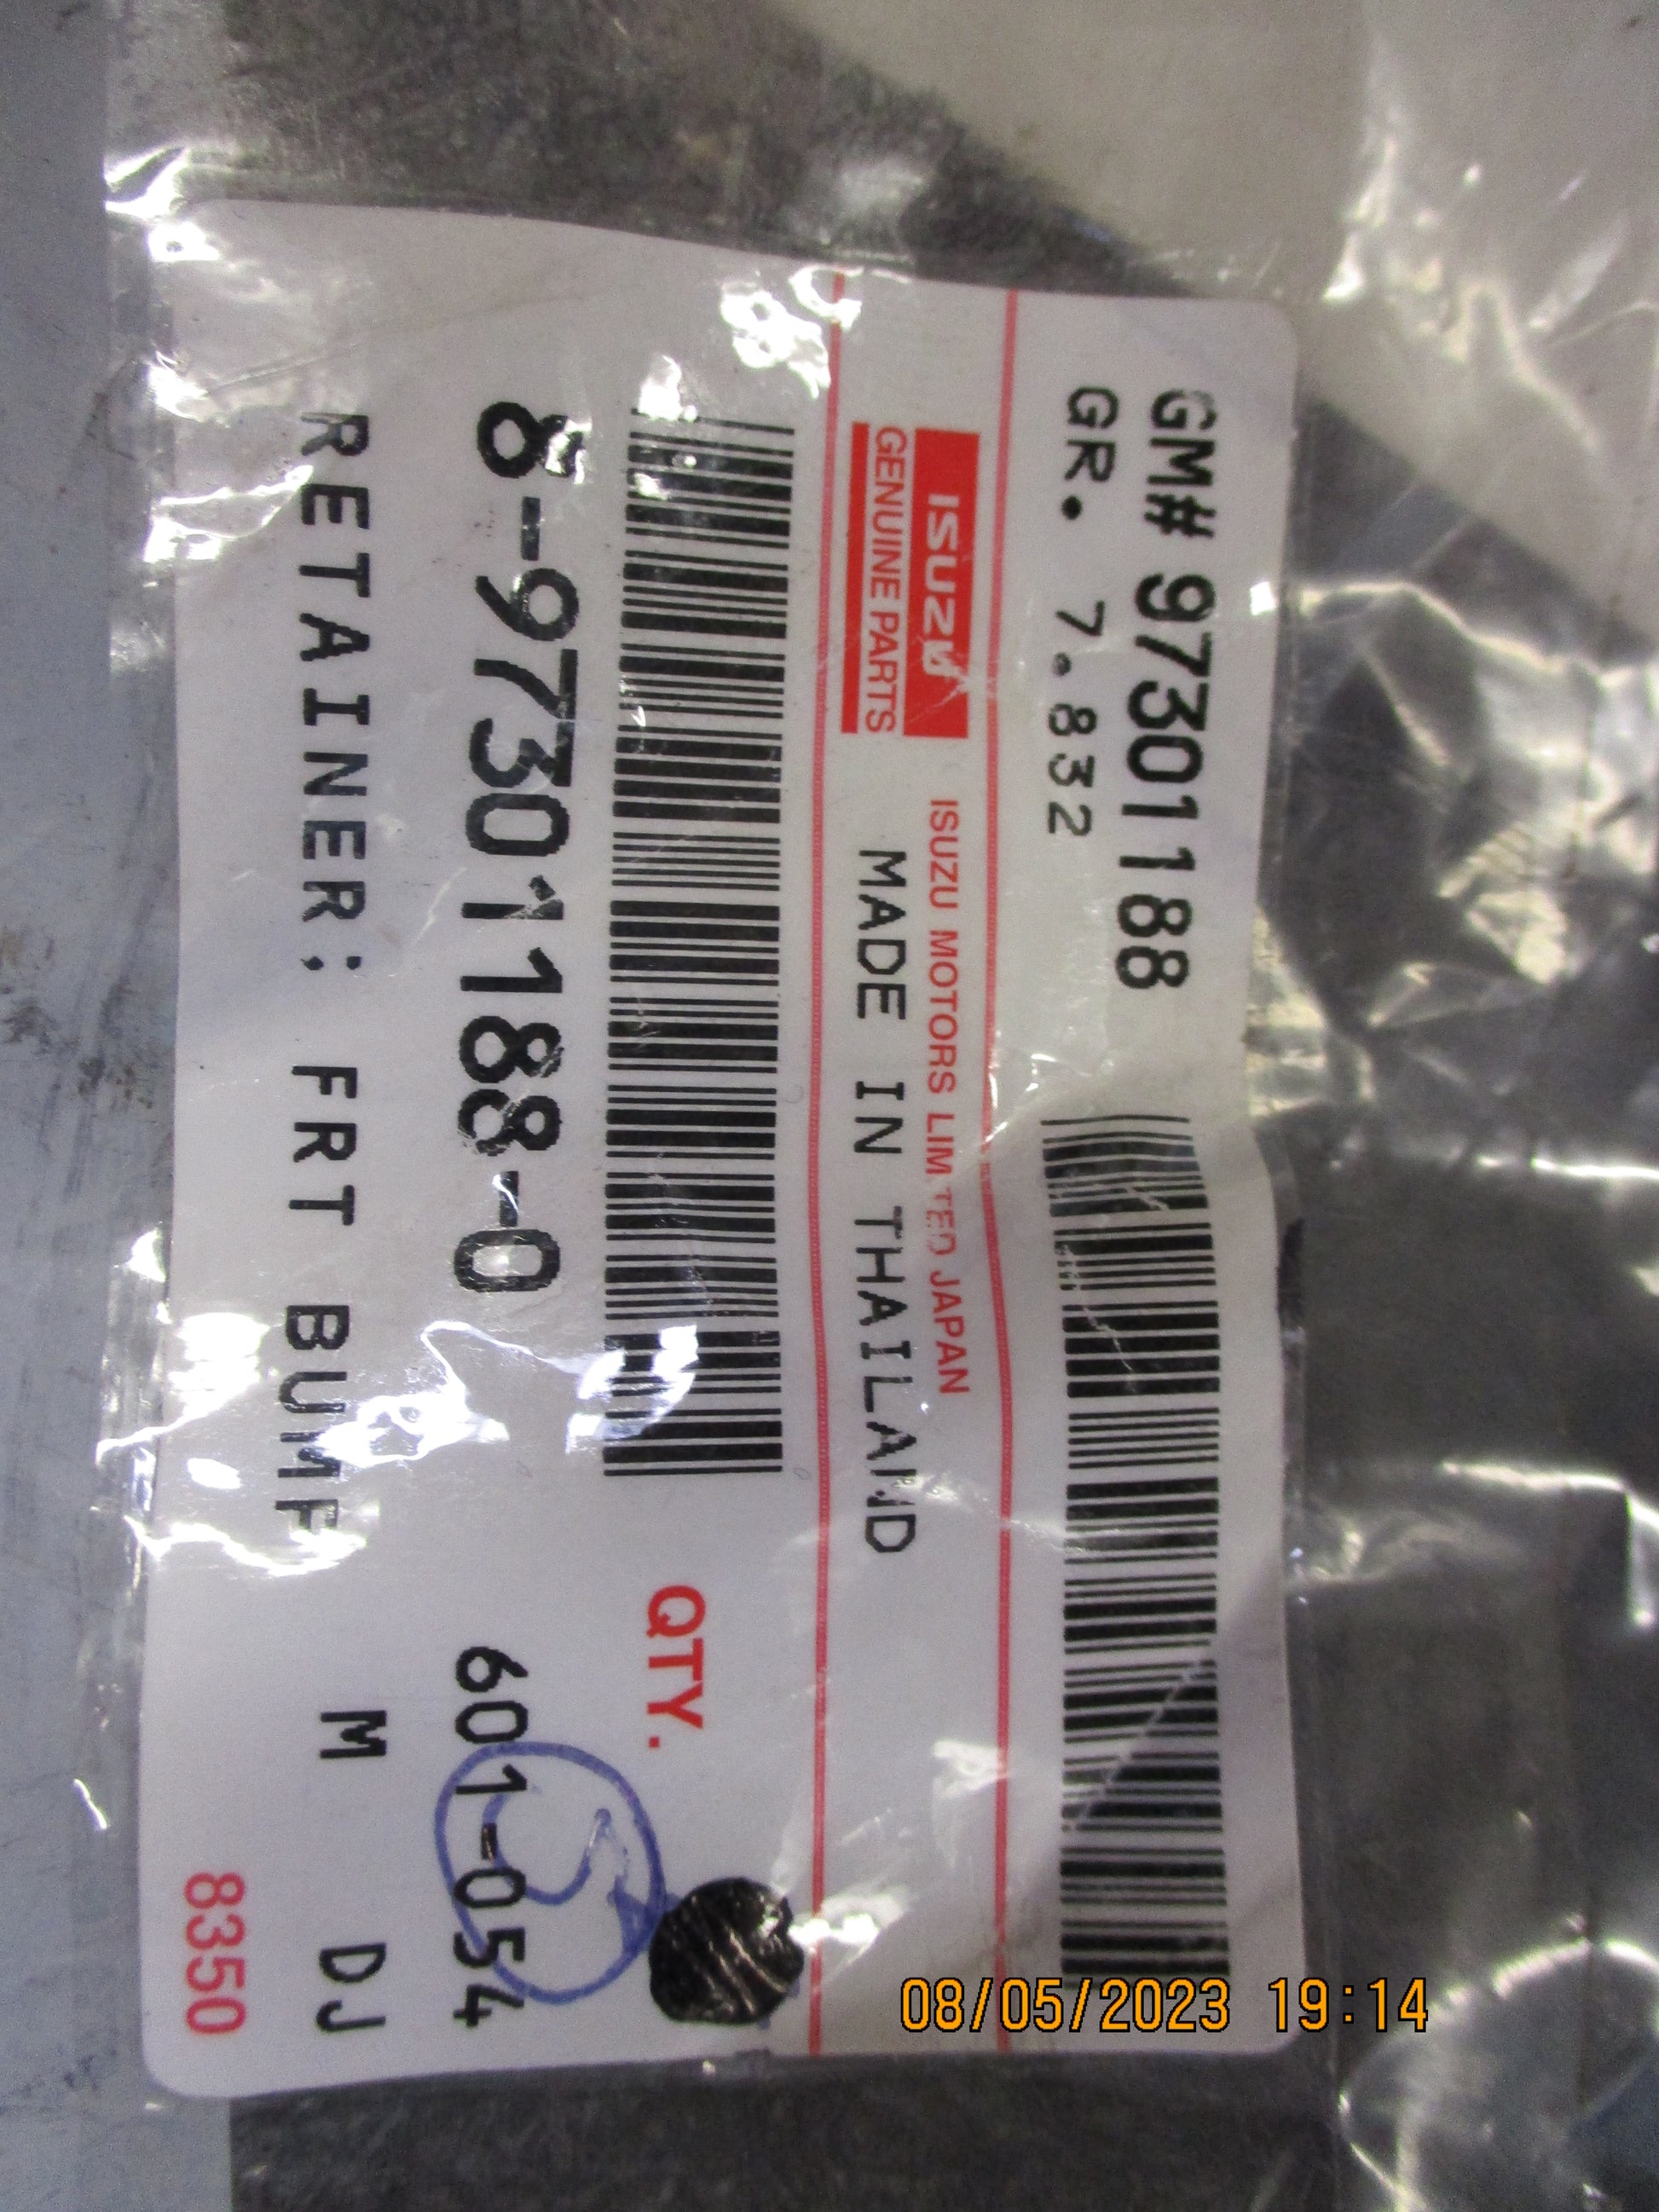 GM# 97301188
GR. 7.832
ISUZU
GENUINE PARTS
ISUZU MOTORS LIMITED JAPAN
MADE IN THAILAND
QTY.
8-97301188-0
601-054
RETAINER; FRT BUMP
M DJ
8350
08/05/2023 19:14